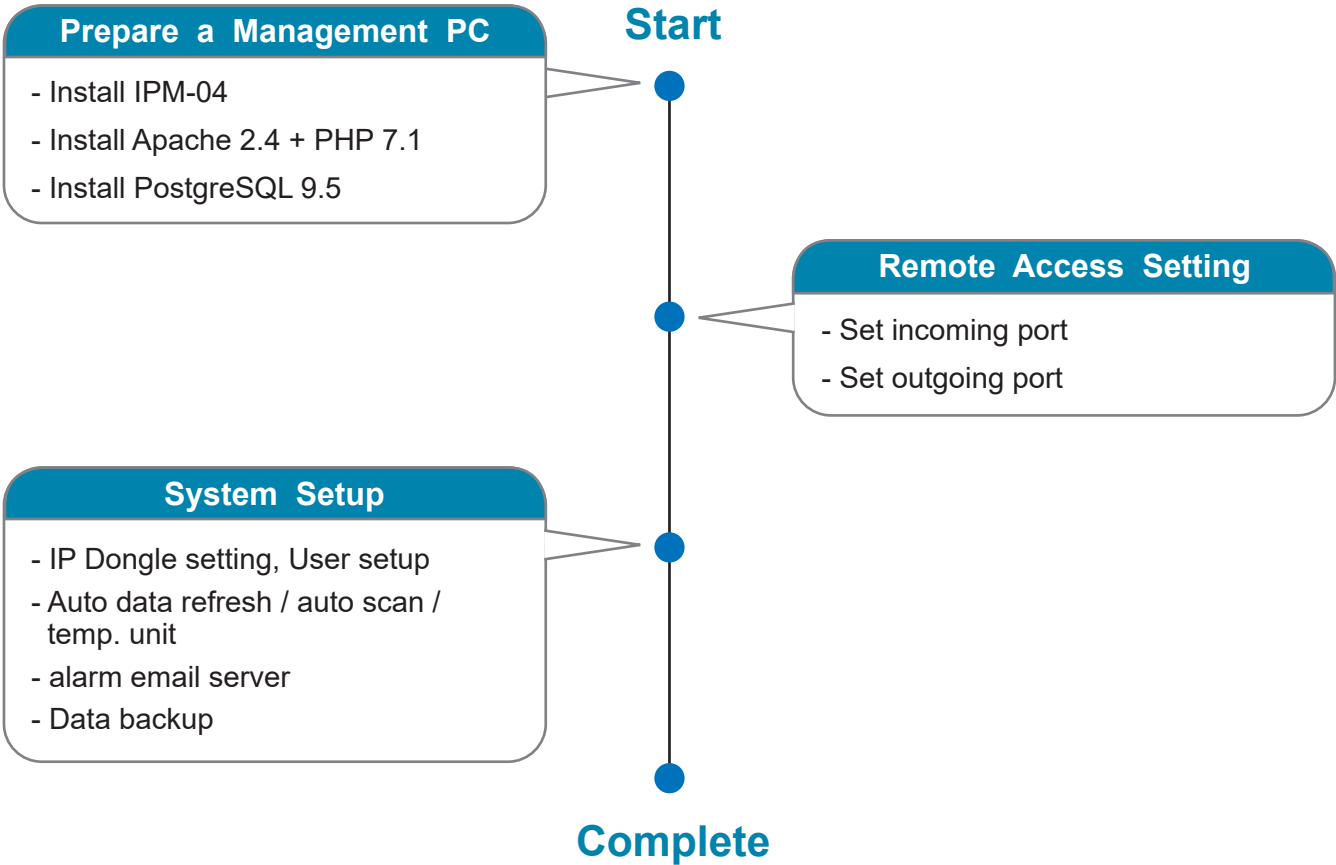 Start
Prepare a Management PC
- Install IPM-04
- Install Apache 2.4 + PHP 7.1
- Install PostgreSQL 9.5
Remote Access Setting
- Set incoming port
- Set outgoing port
System Setup
- IP Dongle setting, User setup
- Auto data refresh / auto scan /
temp. unit
- alarm email server
- Data backup
Complete